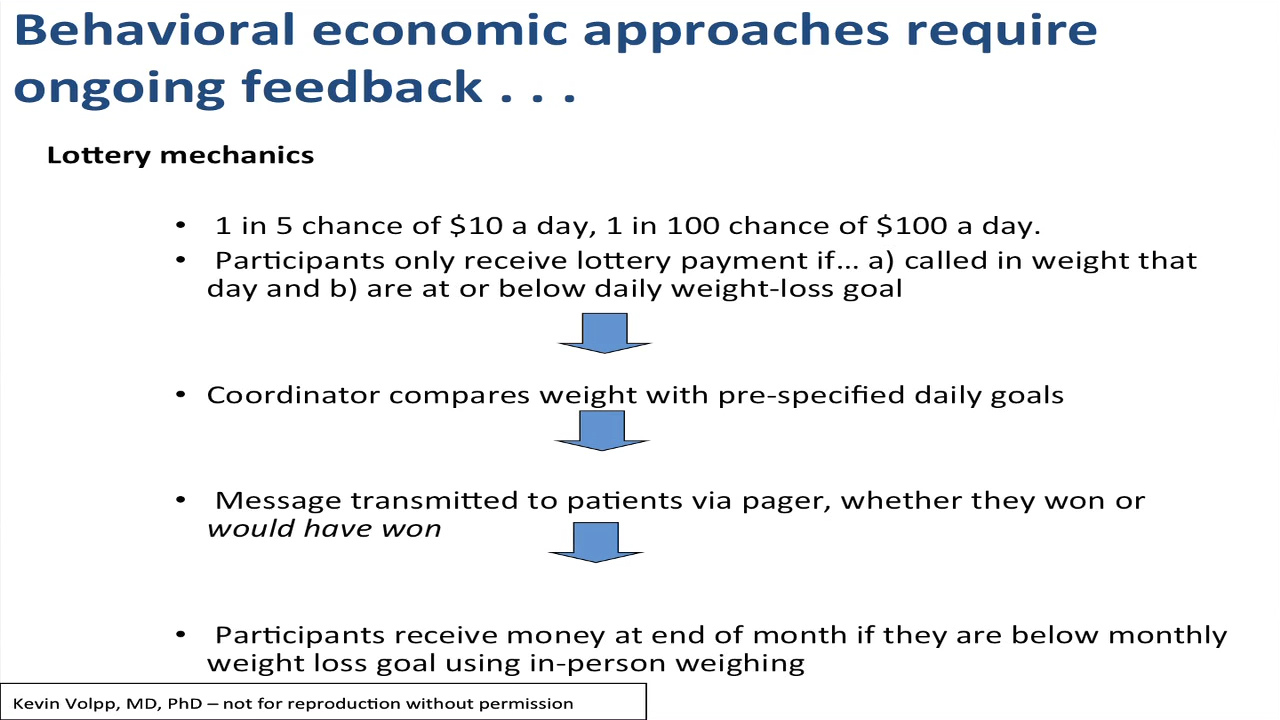 Behavioral economic approaches require
ongoing feedback . . .
Lottery mechanics
• 1 in 5 chance of $10 a day, 1 in 100 chance of $100 a day.
• Participants only receive lottery payment if... a) called in weight that
day and b) are at or below daily weight-loss goal
• Coordinator compares weight with pre-specified daily goals
• Message transmitted to patients via pager, whether they won or
would have won
• Participants receive money at end of month if they are below monthly
weight loss goal using in-person weighing
Kevin Volpp, MD, PhD – not for reproduction without permission